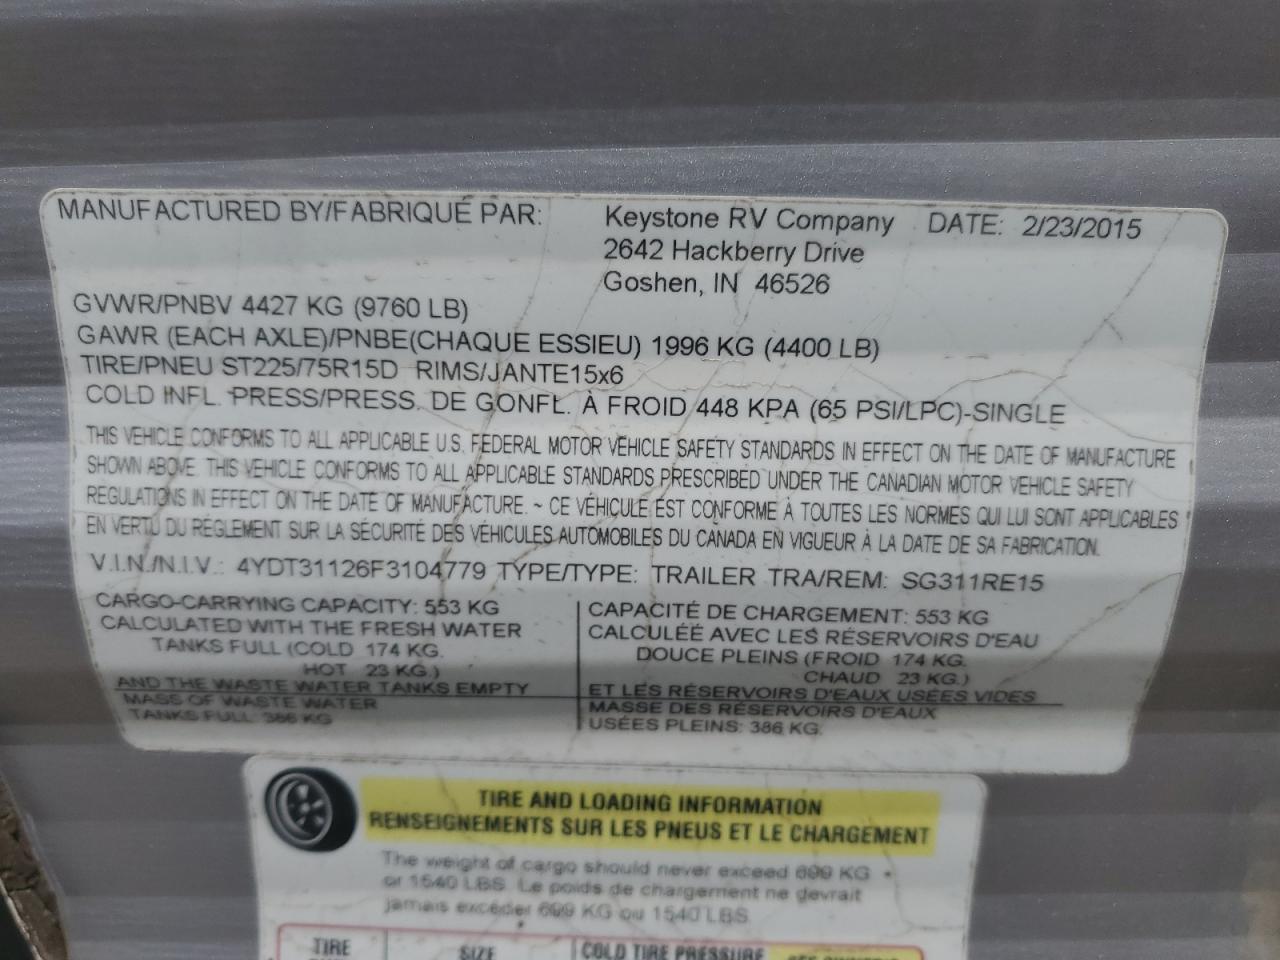 MANUFACTURED BY/FABRIQUÉ PAR: Keystone RV Company DATE: 2/23/2015
2642 Hackberry Drive
Goshen, IN 46526
GVWR/PNBV 4427 KG (9760 LB)
GAWR (EACH AXLE)/PNBE(CHAQUE ESSIEU) 1996 KG (4400 LB)
TIRE/PNEU ST225/75R15D RIMS/JANTE15x6
COLD INFL. PRESS/PRESS. DE GONFL. À FROID 448 KPA (65 PSI/LPC)-SINGLE
THIS VEHICLE CONFORMS TO ALL APPLICABLE U.S. FEDERAL MOTOR VEHICLE SAFETY STANDARDS IN EFFECT ON THE DATE OF MANUFACTURE
SHOWN ABOVE. THIS VEHICLE CONFORMS TO ALL APPLICABLE STANDARDS PRESCRIBED UNDER THE CANADIAN MOTOR VEHICLE SAFETY
REGULATIONS IN EFFECT ON THE DATE OF MANUFACTURE. ~ CE VÉHICULE EST CONFORME À TOUTES LES NORMES QUI LUI SONT APPLICABLES
EN VERTU DU RÉGLEMENT SUR LA SÉCURITÉ DES VÉHICULES AUTOMOBILES DU CANADA EN VIGUEUR À LA DATE DE SA FABRICATION.
V.I.N./N.I.V.: 4YDT31126F3104779 TYPE/TYPE: TRAILER TRA/REM: SG311RE15
CARGO-CARRYING CAPACITY: 553 KG
CALCULATED WITH THE FRESH WATER
TANKS FULL (COLD 174 KG.
HOT 23 KG.)
AND THE WASTE WATER TANKS EMPTY
MASS OF WASTE WATER
TANKS FULL: 386 KG
CAPACITÉ DE CHARGEMENT: 553 KG
CALCULÉE AVEC LES RÉSERVOIRS D'EAU
DOUCE PLEINS (FROID 174 KG.
CHAUD 23 KG.)
ET LES RÉSERVOIRS D'EAUX USÉES VIDES
MASSE DES RÉSERVOIRS D'EAUX
USÉES PLEINS: 386 KG.
TIRE AND LOADING INFORMATION
RENSEIGNEMENTS SUR LES PNEUS ET LE CHARGEMENT
The weight of cargo should never exceed 699 KG
or 1540 LBS. Le poids de chargement ne devrait
jamais excéder 699 KG ou 1540 LBS
TIRE SIZE COLD TIRE PRESSURE